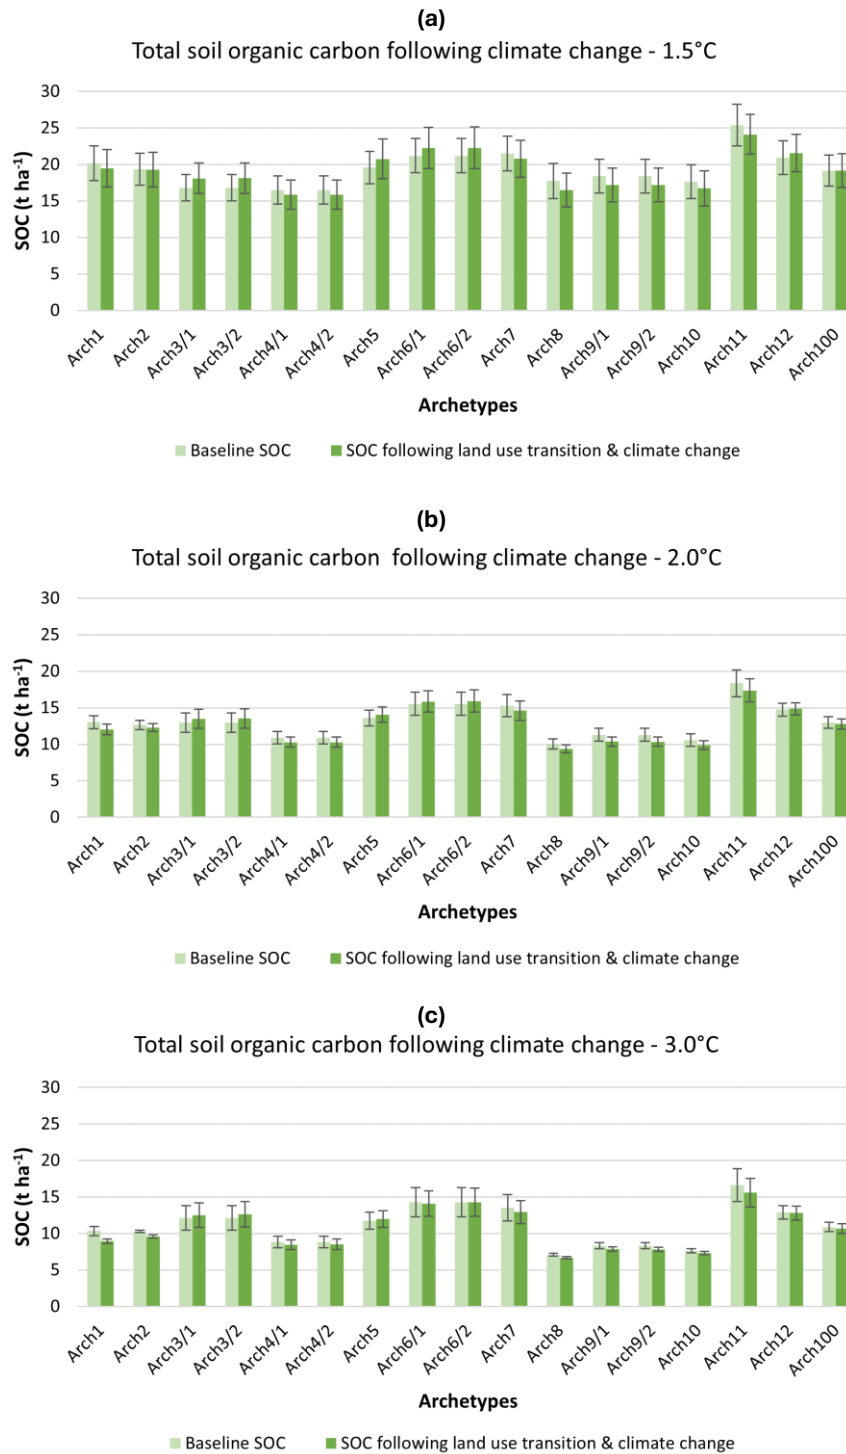 (a)
Total soil organic carbon following climate change - 1.5°C
30
25
20
15
10
5
0
SOC (t ha⁻¹)
Arch1
Arch2
Arch3/1
Arch3/2
Arch4/1
Arch4/2
Arch5
Arch6/1
Arch6/2
Arch7
Arch8
Arch9/1
Arch9/2
Arch10
Arch11
Arch12
Arch100
Archetypes
Baseline SOC
SOC following land use transition & climate change
(b)
Total soil organic carbon  following climate change - 2.0°C
30
25
20
15
10
5
0
SOC (t ha⁻¹)
Arch1
Arch2
Arch3/1
Arch3/2
Arch4/1
Arch4/2
Arch5
Arch6/1
Arch6/2
Arch7
Arch8
Arch9/1
Arch9/2
Arch10
Arch11
Arch12
Arch100
Archetypes
Baseline SOC
SOC following land use transition & climate change
(c)
Total soil organic carbon following climate change - 3.0°C
30
25
20
15
10
5
0
SOC (t ha⁻¹)
Arch1
Arch2
Arch3/1
Arch3/2
Arch4/1
Arch4/2
Arch5
Arch6/1
Arch6/2
Arch7
Arch8
Arch9/1
Arch9/2
Arch10
Arch11
Arch12
Arch100
Archetypes
Baseline SOC
SOC following land use transition & climate change